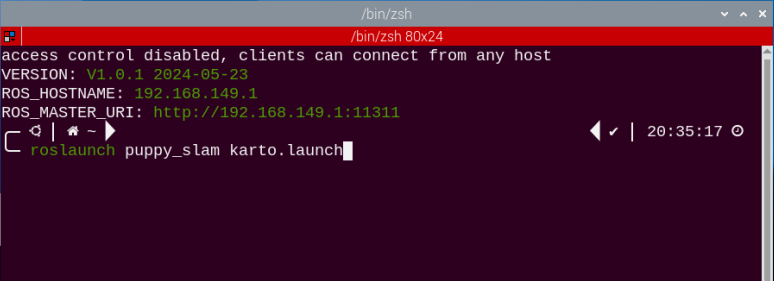 /bin/zsh
/bin/zsh 80x24
access control disabled, clients can connect from any host
VERSION: V1.0.1 2024-05-23
ROS_HOSTNAME: 192.168.149.1
ROS_MASTER_URI: http://192.168.149.1:11311
~ ✔ 20:35:17
roslaunch puppy_slam karto.launch